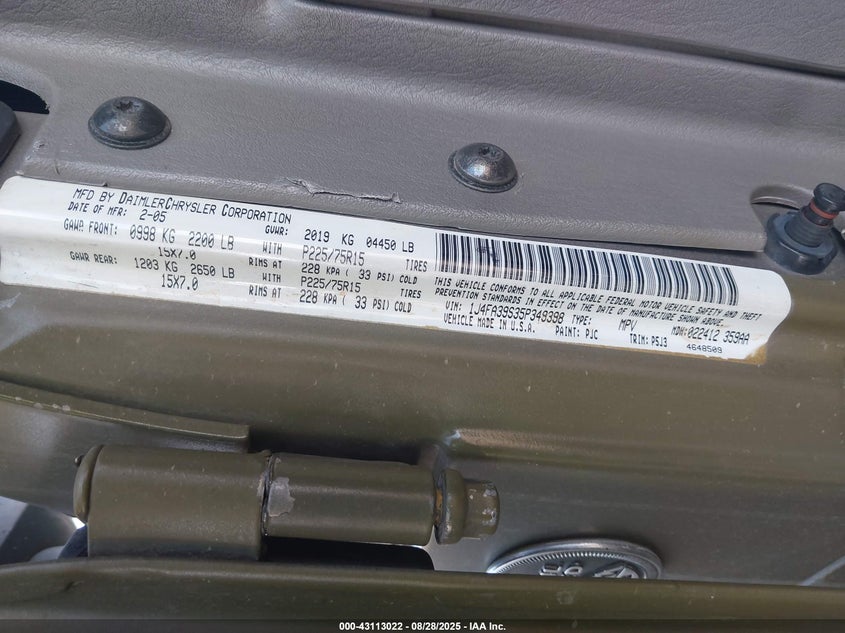 MFD BY DAIMLERCHRYSLER CORPORATION
DATE OF MFR: 2-05 GVWR: 2019 KG 04450 LB
GAWR FRONT: 0998 KG 2200 LB WITH P225/75R15 TIRES
15X7.0 RIMS AT 228 KPA ( 33 PSI) COLD
GAWR REAR: 1203 KG 2650 LB WITH P225/75R15 TIRES
15X7.0 RIMS AT 228 KPA ( 33 PSI) COLD
THIS VEHICLE CONFORMS TO ALL APPLICABLE FEDERAL MOTOR VEHICLE SAFETY AND THEFT
PREVENTION STANDARDS IN EFFECT ON THE DATE OF MANUFACTURE SHOWN ABOVE.
VIN: 1J4FA39S35P349398 TYPE: MPV MDH: 022412 359AA
VEHICLE MADE IN U.S.A. PAINT: PJC TRIM: P5J3
4648509
000-43113022 - 08/28/2025 - IAA Inc.